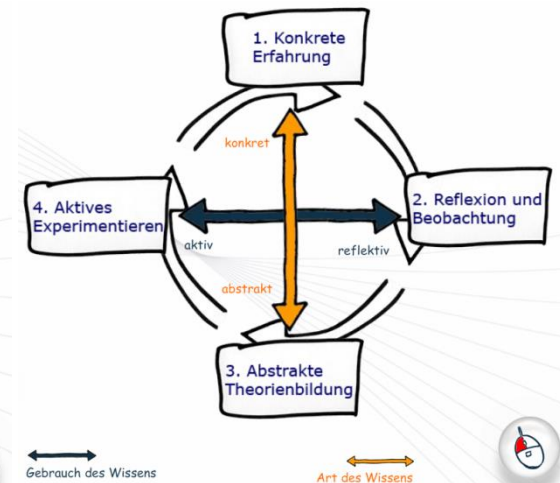 1. Konkrete
Erfahrung
konkret
4. Aktives
Experimentieren
2. Reflexion und
Beobachtung
aktiv
reflektiv
abstrakt
3. Abstrakte
Theorienbildung
Gebrauch des Wissens
Art des Wissens